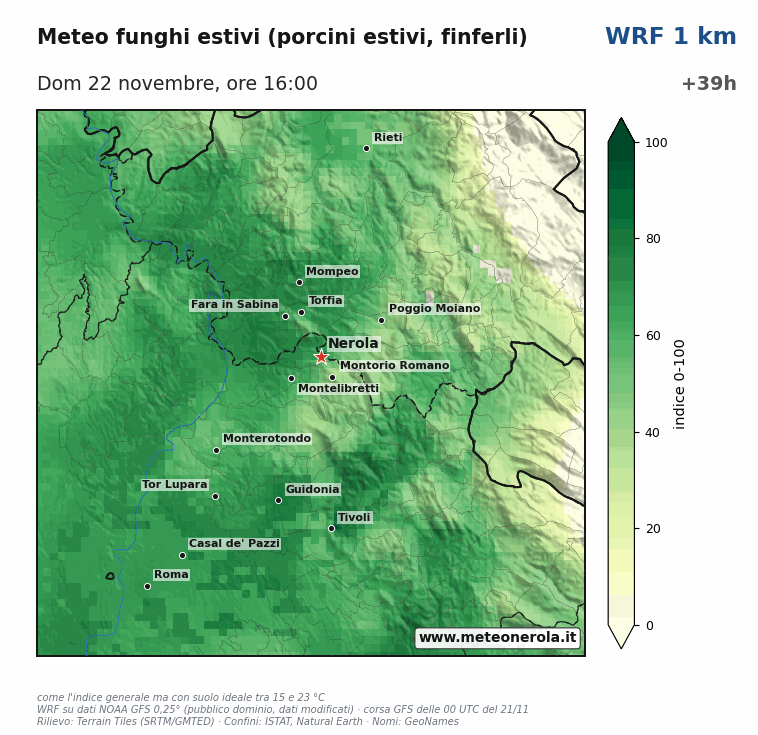 Meteo funghi estivi (porcini estivi, finferli)
WRF 1 km
Dom 22 novembre, ore 16:00
+39h
Rieti
Mompeo
Toffia
Fara in Sabina
Poggio Moiano
Nerola
Montorio Romano
Montelibretti
Monterotondo
Tor Lupara
Guidonia
Tivoli
Casal de' Pazzi
Roma
www.meteonerola.it
100
80
60
40
20
0
indice 0-100
come l'indice generale ma con suolo ideale tra 15 e 23 °C
WRF su dati NOAA GFS 0,25° (pubblico dominio, dati modificati) · corsa GFS delle 00 UTC del 21/11
Rilievo: Terrain Tiles (SRTM/GMTED) · Confini: ISTAT, Natural Earth · Nomi: GeoNames